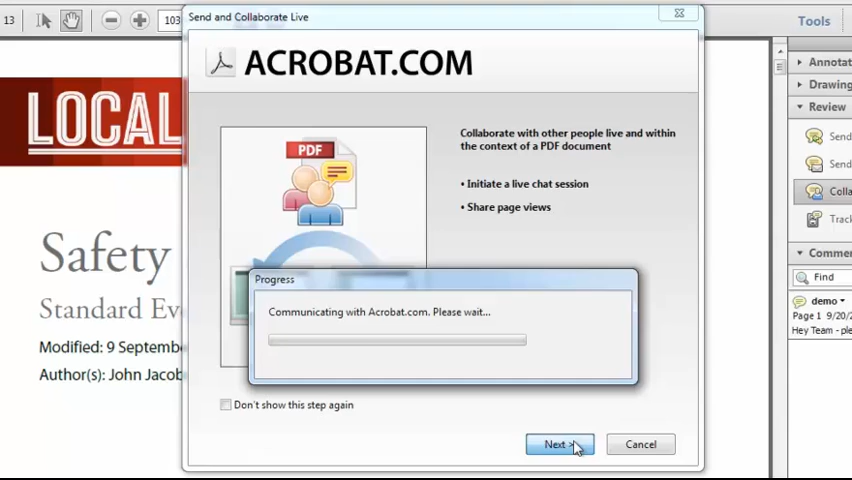 13
103
Send and Collaborate Live
Tools
ACROBAT.COM
LOCAL
PDF
Collaborate with other people live and within
the context of a PDF document
• Initiate a live chat session
• Share page views
Safety
Standard Eve
Modified: 9 Septembe
Author(s): John Jacob
Progress
Communicating with Acrobat.com. Please wait...
Don't show this step again
Next >
Cancel
Annotat
Drawing
Review
Send
Send
Colla
Track
Comme
Find
demo
Page 1 9/20/2
Hey Team - ple